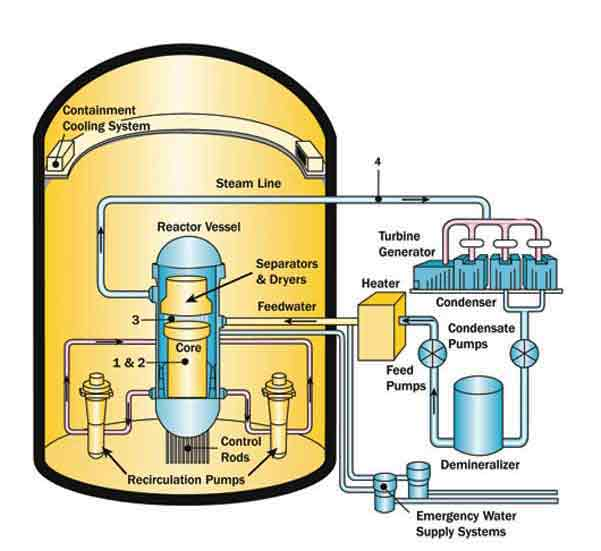 Containment
Cooling System
4
Steam Line
Reactor Vessel
Turbine
Generator
Separators
& Dryers
Heater
Condenser
Feedwater
3
Condensate
Pumps
Core
1 & 2
Feed
Pumps
Control
Rods
Recirculation Pumps
Demineralizer
Emergency Water
Supply Systems